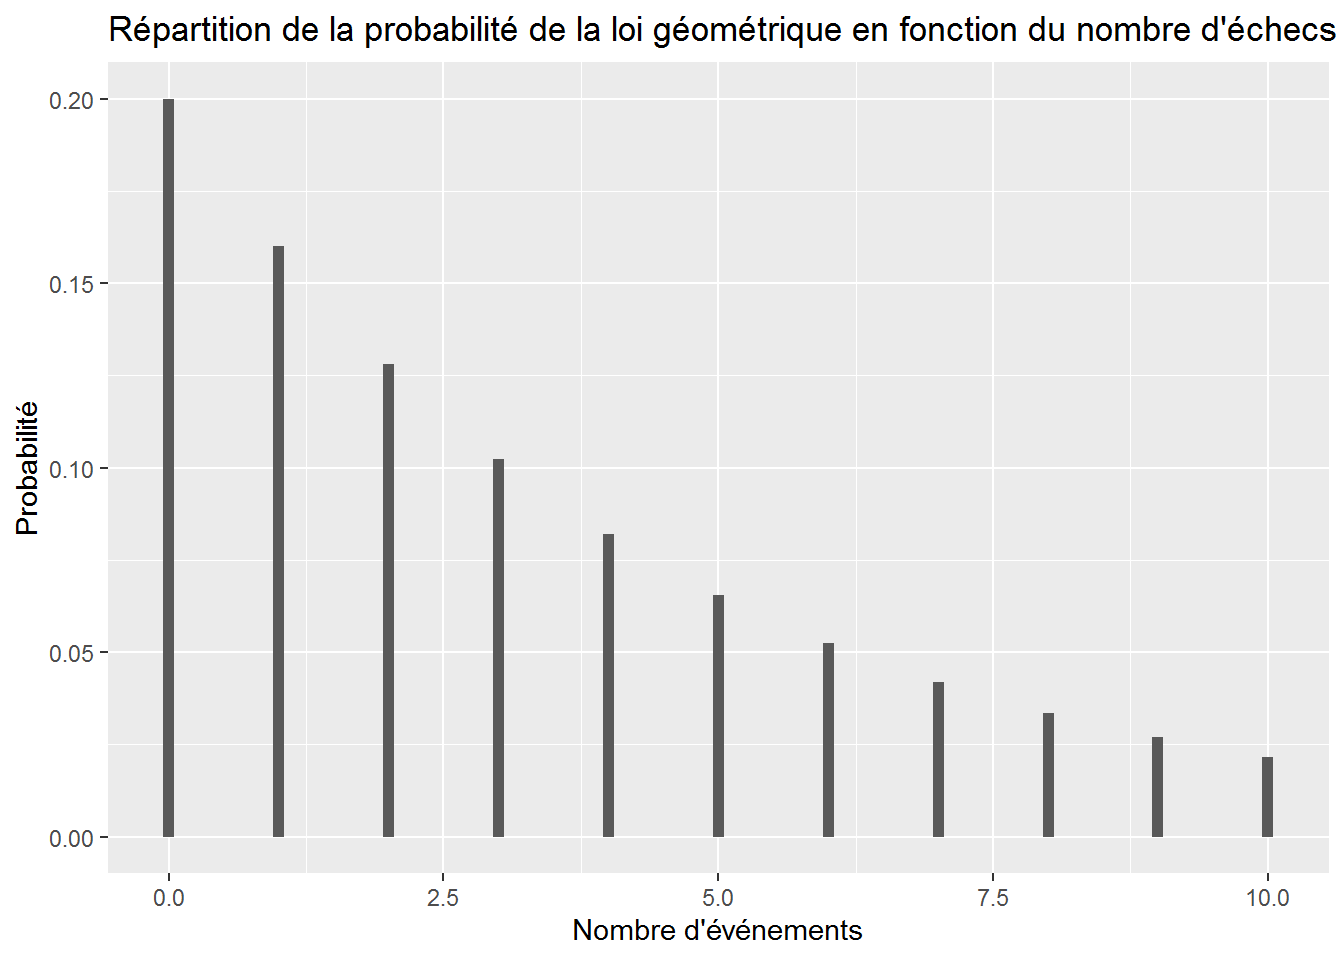 Répartition de la probabilité de la loi géométrique en fonction du nombre d'échecs
0.20
0.15
0.10
0.05
0.00
Probabilité
0.0 2.5 5.0 7.5 10.0
Nombre d'événements